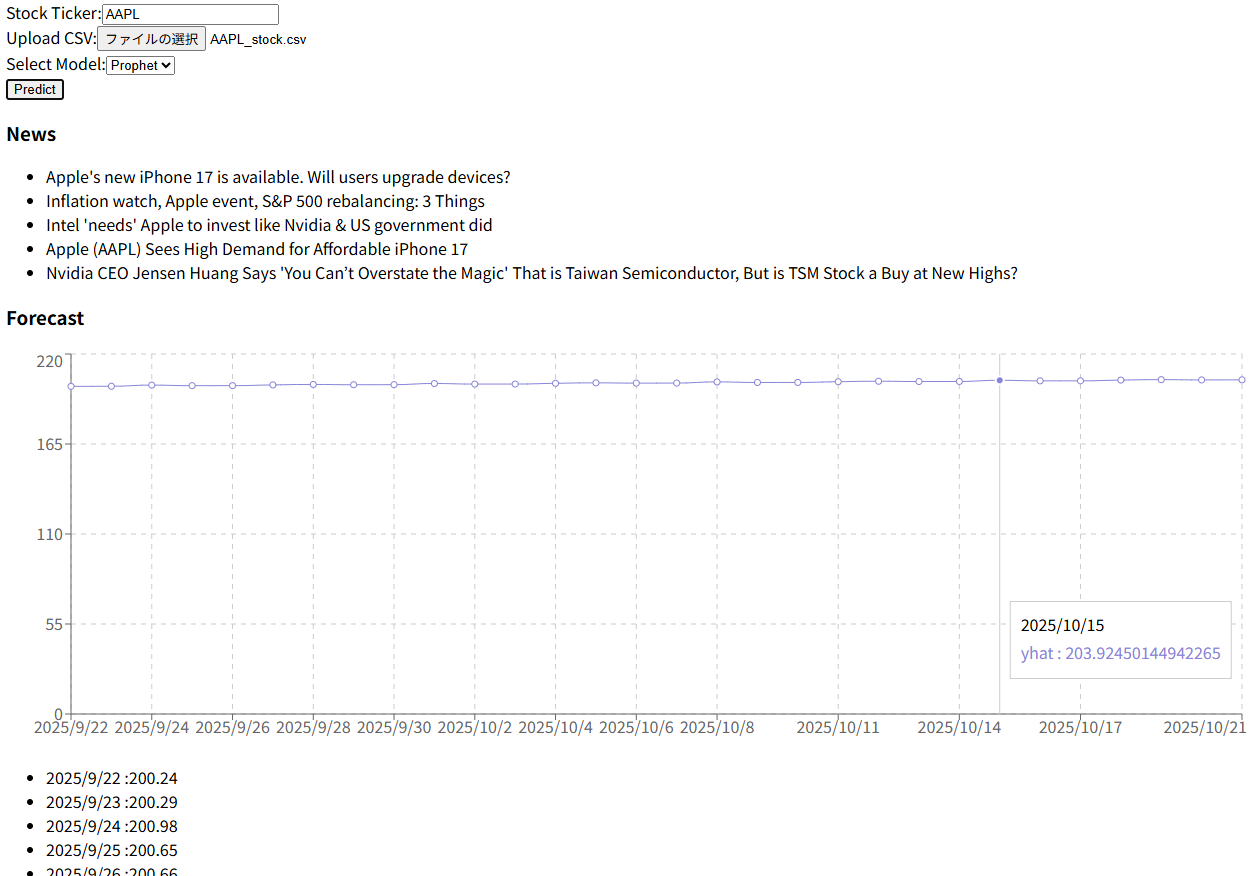 Stock Ticker: AAPL
Upload CSV: ファイルの選択 AAPL_stock.csv
Select Model: Prophet
Predict
News
Apple's new iPhone 17 is available. Will users upgrade devices?
Inflation watch, Apple event, S&P 500 rebalancing: 3 Things
Intel 'needs' Apple to invest like Nvidia & US government did
Apple (AAPL) Sees High Demand for Affordable iPhone 17
Nvidia CEO Jensen Huang Says 'You Can’t Overstate the Magic' That is Taiwan Semiconductor, But is TSM Stock a Buy at New Highs?
Forecast
220
165
110
55
0
2025/10/15
yhat : 203.92450144942265
2025/9/22 2025/9/24 2025/9/26 2025/9/28 2025/9/30 2025/10/2 2025/10/4 2025/10/6 2025/10/8 2025/10/11 2025/10/14 2025/10/17 2025/10/21
2025/9/22 :200.24
2025/9/23 :200.29
2025/9/24 :200.98
2025/9/25 :200.65
2025/9/26 :200.66